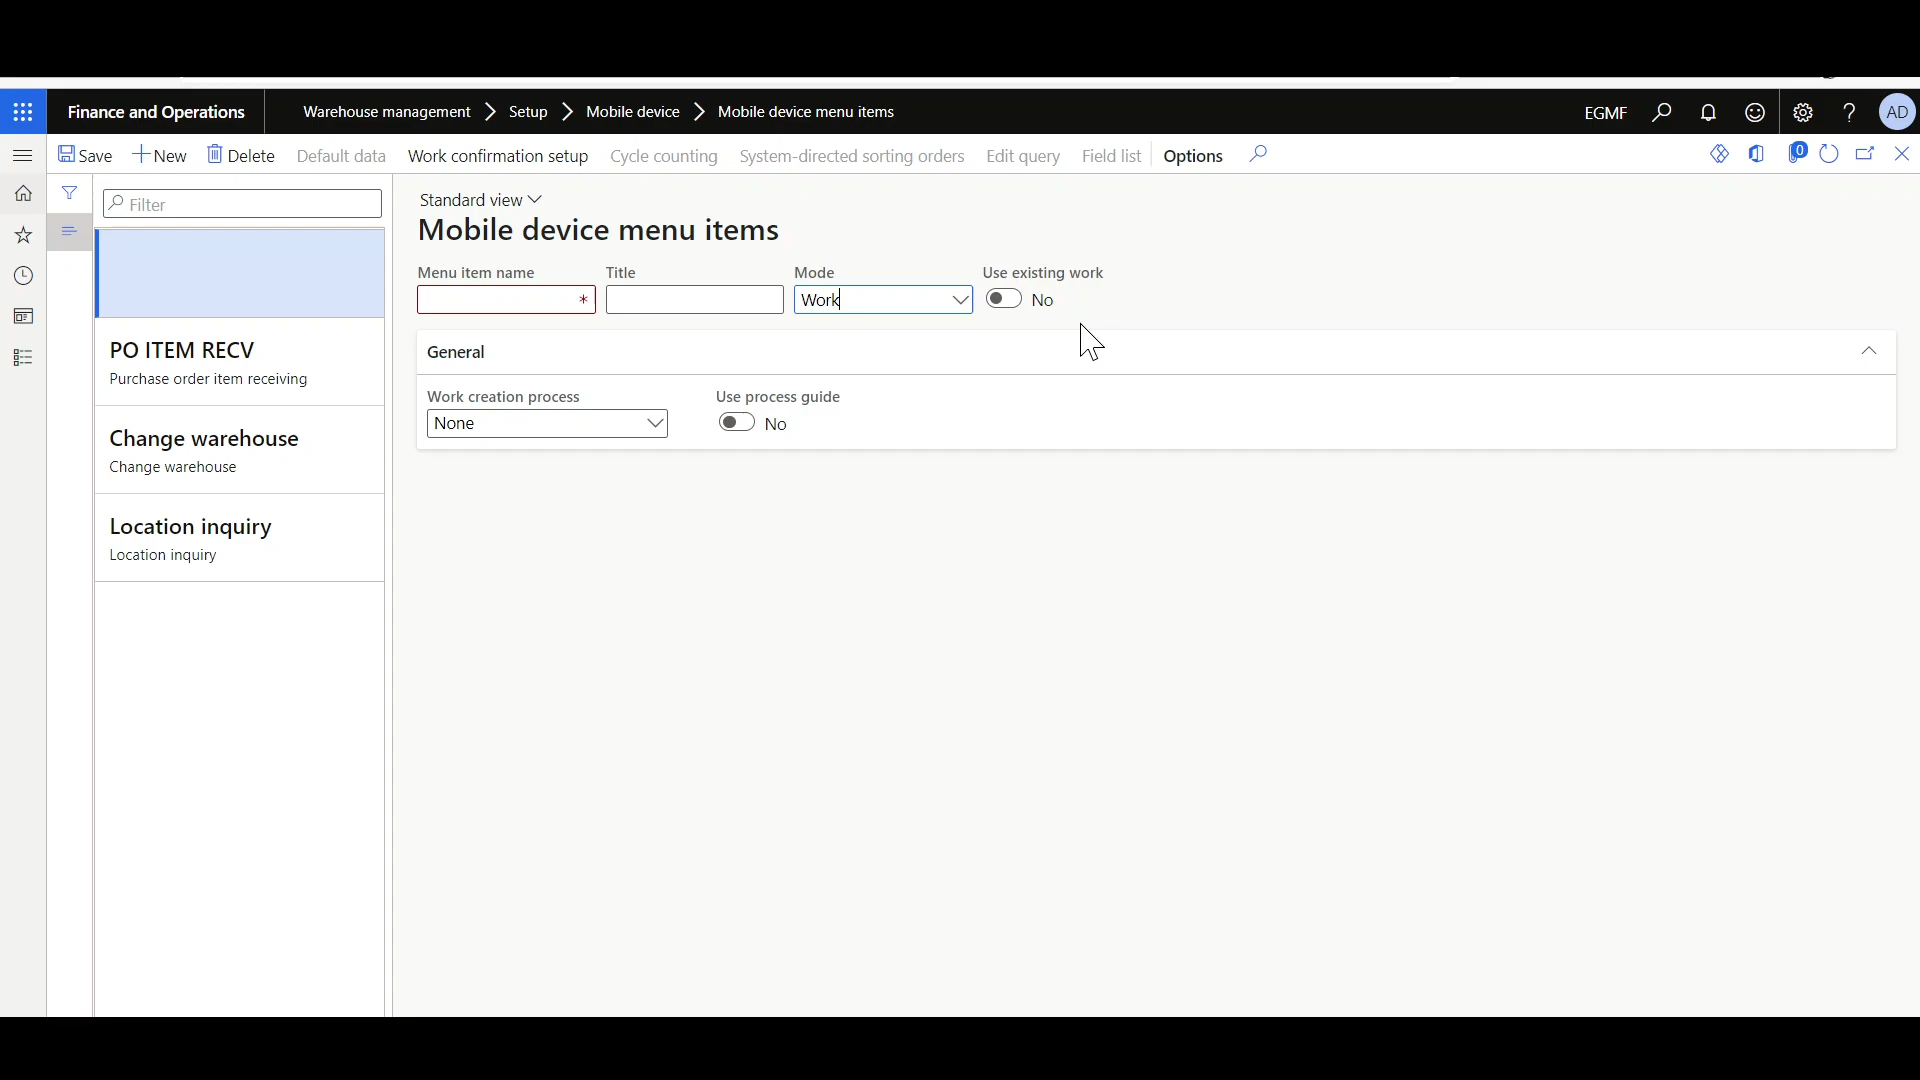 Finance and Operations Warehouse management Setup Mobile device Mobile device menu items EGMF AD
Save New Delete Default data Work confirmation setup Cycle counting System-directed sorting orders Edit query Field list Options 0
Filter
PO ITEM RECV
Purchase order item receiving
Change warehouse
Change warehouse
Location inquiry
Location inquiry
Standard view
Mobile device menu items
Menu item name Title Mode Use existing work
* Work No
General
Work creation process Use process guide
None No